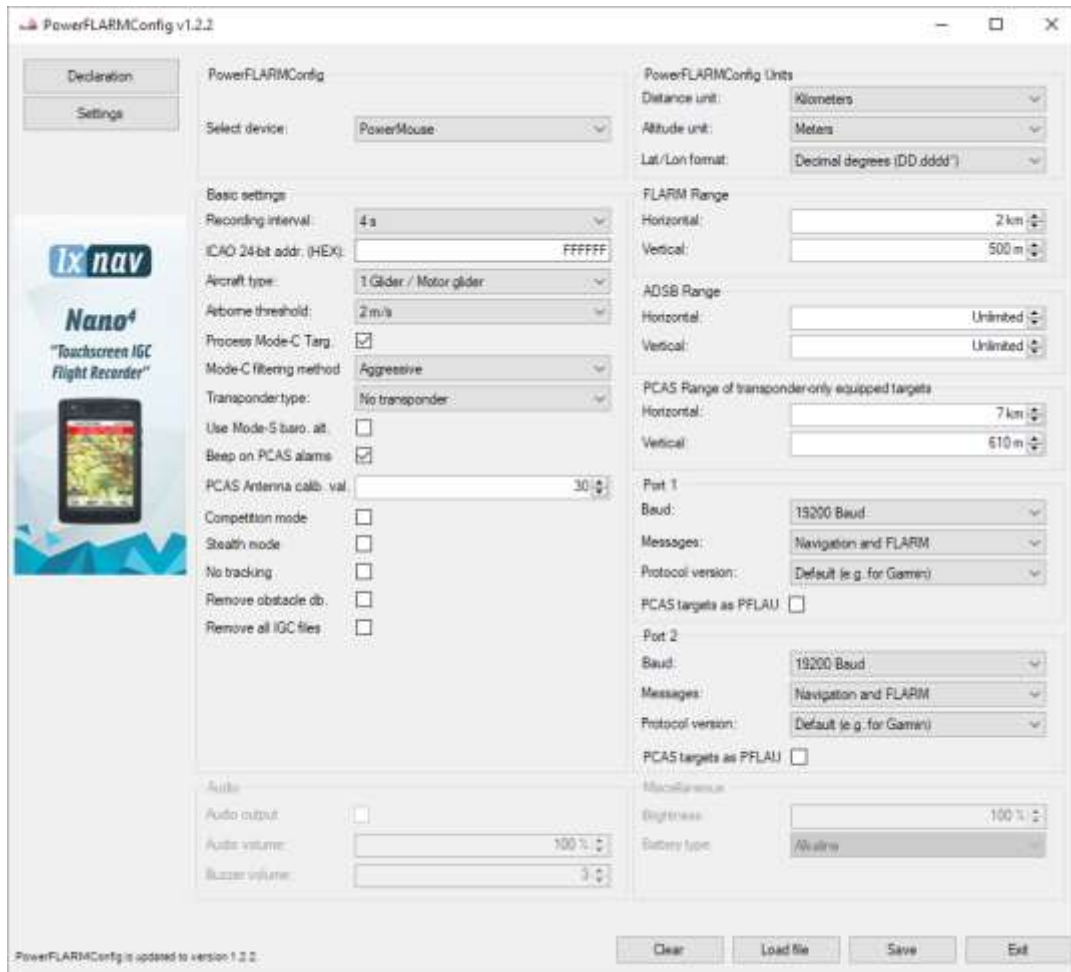 PowerFLARMConfig v1.2.2
Declaration
Settings
lx nav
Nano⁴
"Touchscreen IGC
Flight Recorder"
PowerFLARMConfig
Select device: PowerMouse
Basic settings
Recording interval: 4 s
ICAO 24-bit addr. (HEX): FFFFFF
Aircraft type: 1 Glider / Motor glider
Airborne threshold: 2 m/s
Process Mode-C Targ.
Mode-C filtering method Aggressive
Transponder type: No transponder
Use Mode-S baro. alt.
Beep on PCAS alarms
PCAS Antenna calib. val. 30
Competition mode
Stealth mode
No tracking
Remove obstacle db.
Remove all IGC files
Audio
Audio output
Audio volume: 100 %
Buzzer volume: 3
PowerFLARMConfig Units
Distance unit: Kilometers
Altitude unit: Meters
Lat/Lon format: Decimal degrees (DD.dddd°)
FLARM Range
Horizontal: 2 km
Vertical: 500 m
ADSB Range
Horizontal: Unlimited
Vertical: Unlimited
PCAS Range of transponder-only equipped targets
Horizontal: 7 km
Vertical: 610 m
Port 1
Baud: 19200 Baud
Messages: Navigation and FLARM
Protocol version: Default (e.g. for Garmin)
PCAS targets as PFLAU
Port 2
Baud: 19200 Baud
Messages: Navigation and FLARM
Protocol version: Default (e.g. for Garmin)
PCAS targets as PFLAU
Miscellaneous
Brightness: 100 %
Battery type: Alkaline
PowerFLARMConfig is updated to version 1.2.2
Clear
Load file
Save
Exit